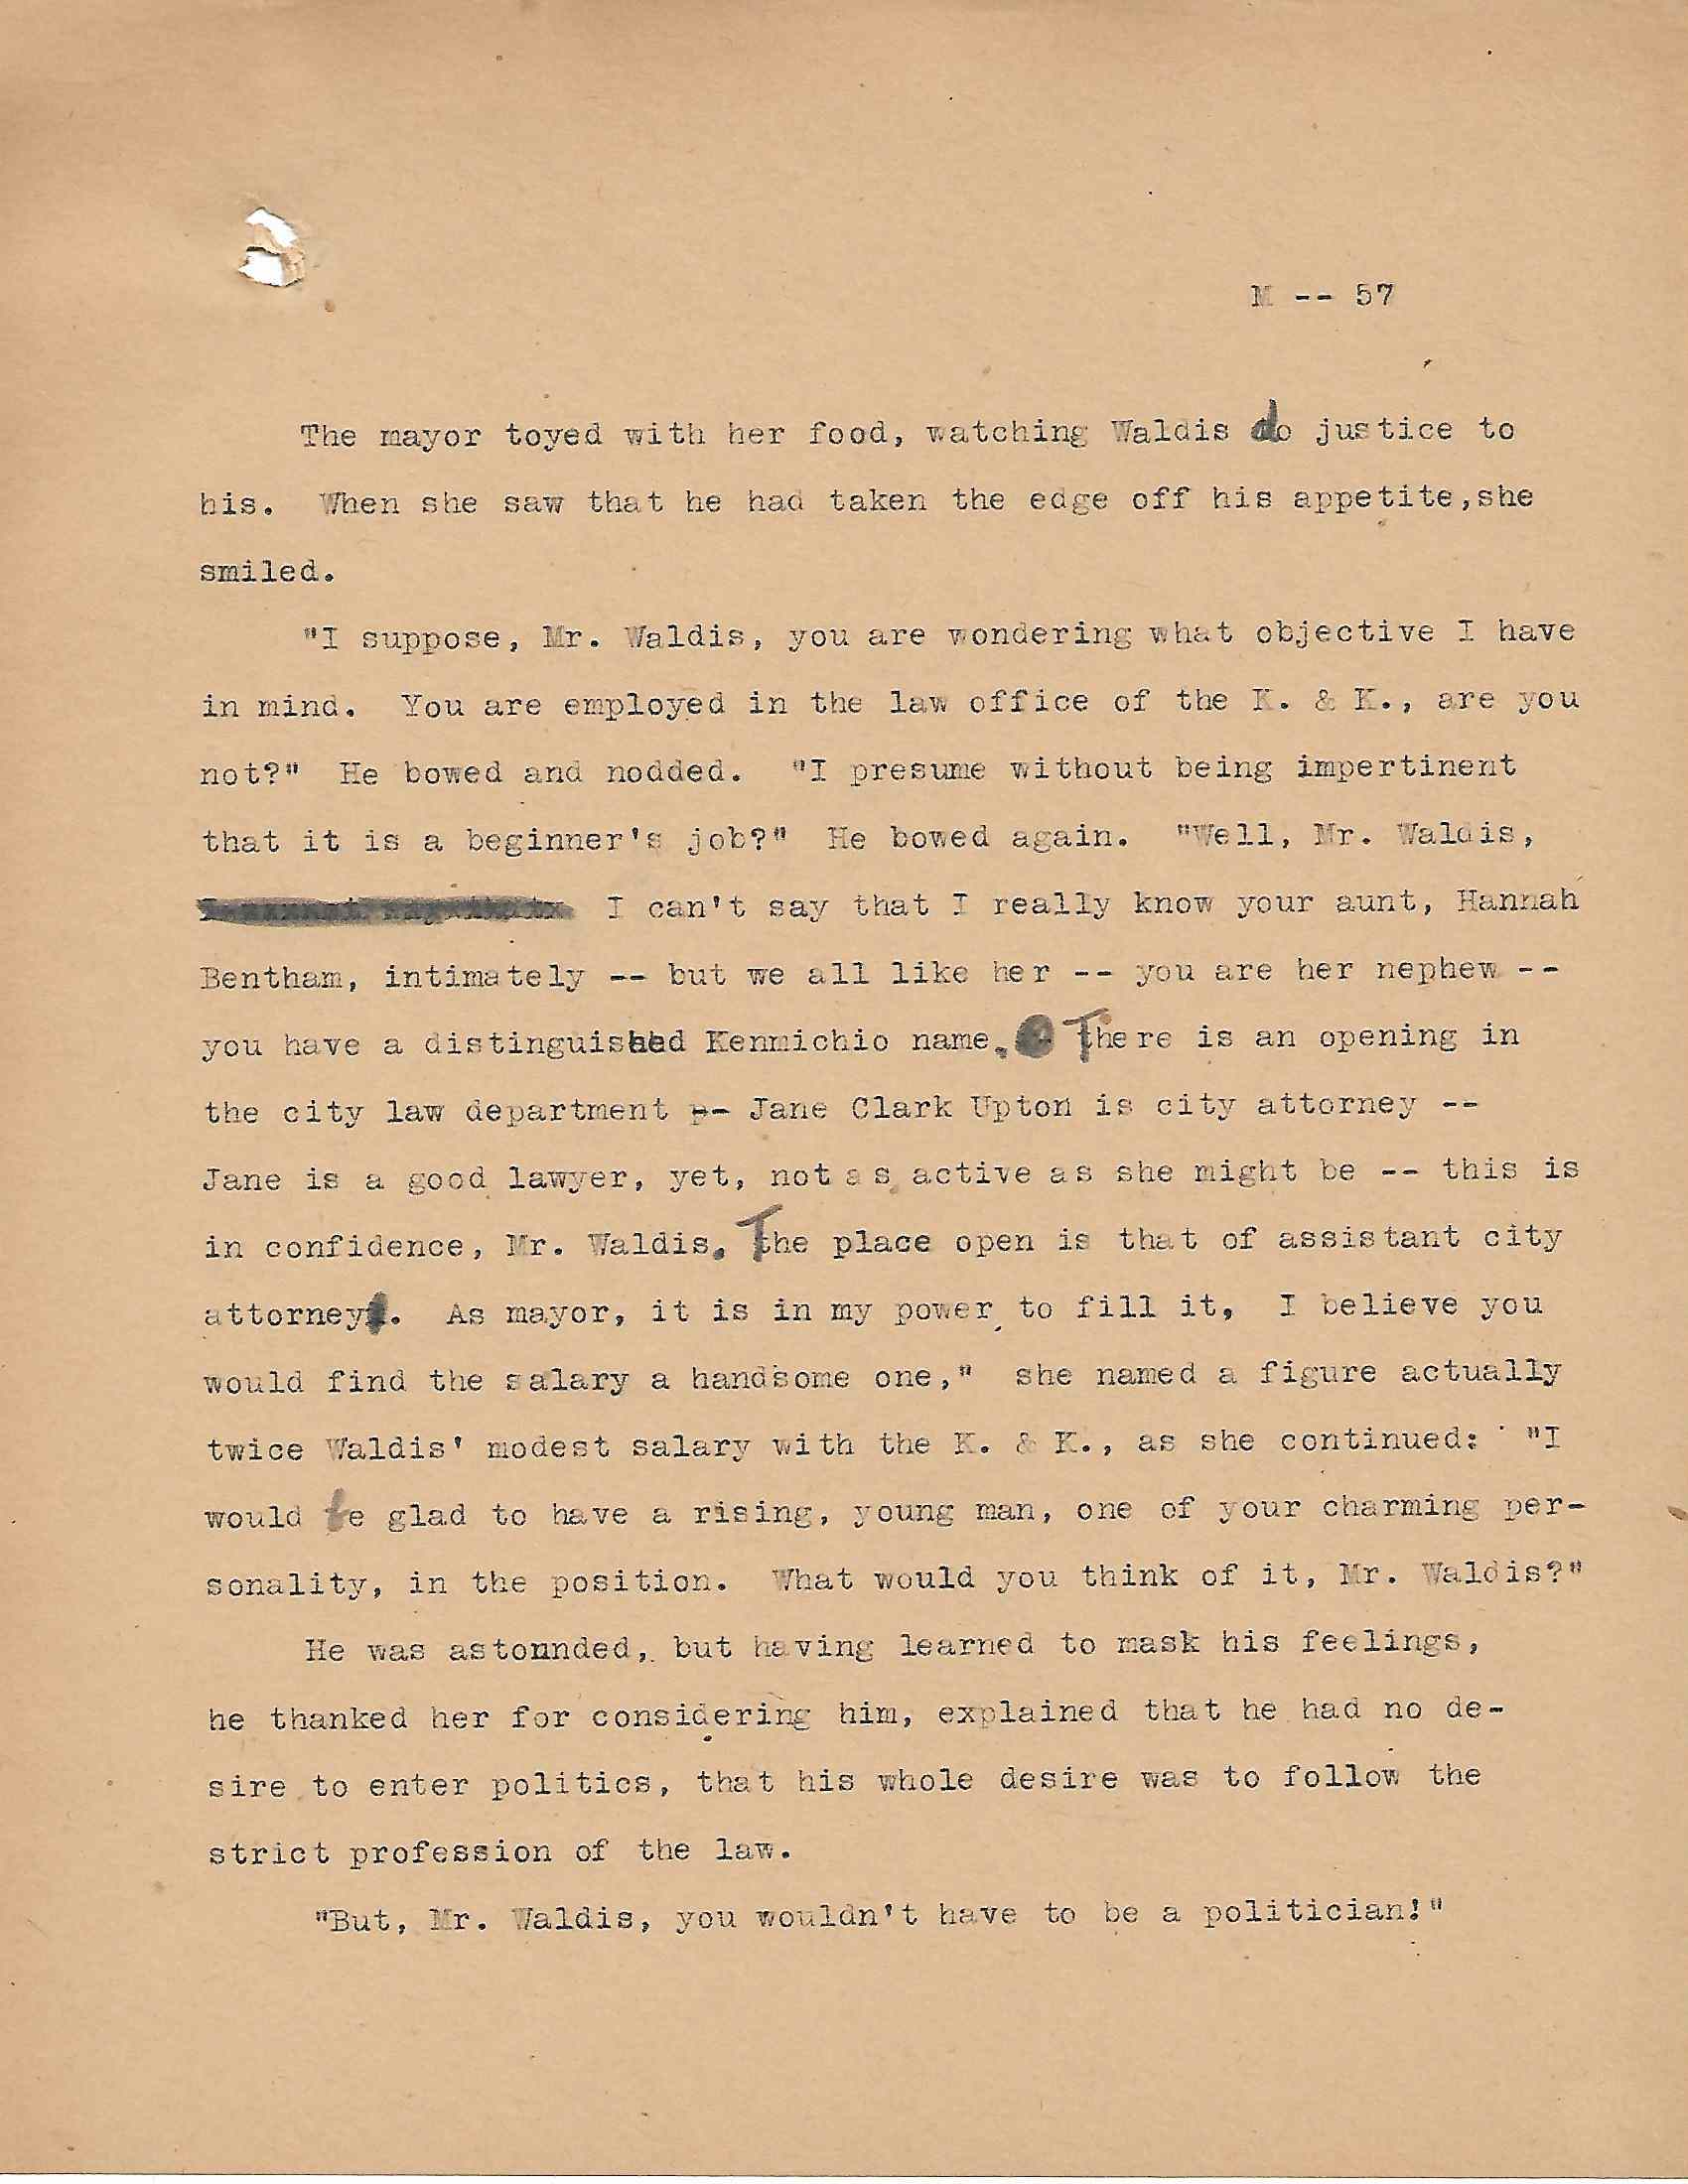 M -- 57
The mayor toyed with her food, watching Waldis do justice to
his. When she saw that he had taken the edge off his appetite,she
smiled.
"I suppose, Mr. Waldis, you are wondering what objective I have
in mind. You are employed in the law office of the K. & K., are you
not?" He bowed and nodded. "I presume without being impertinent
that it is a beginner's job?" He bowed again. "Well, Mr. Waldis,
I can't say that I really know your aunt, Hannah
Bentham, intimately -- but we all like her -- you are her nephew --
you have a distinguished Kenmichio name. There is an opening in
the city law department -- Jane Clark Upton is city attorney --
Jane is a good lawyer, yet, not as active as she might be -- this is
in confidence, Mr. Waldis. The place open is that of assistant city
attorney. As mayor, it is in my power to fill it, I believe you
would find the salary a handsome one," she named a figure actually
twice Waldis' modest salary with the K. & K., as she continued: "I
would be glad to have a rising, young man, one of your charming per-
sonality, in the position. What would you think of it, Mr. Waldis?"
He was astonnded, but having learned to mask his feelings,
he thanked her for considering him, explained that he had no de-
sire to enter politics, that his whole desire was to follow the
strict profession of the law.
"But, Mr. Waldis, you wouldn't have to be a politician!"